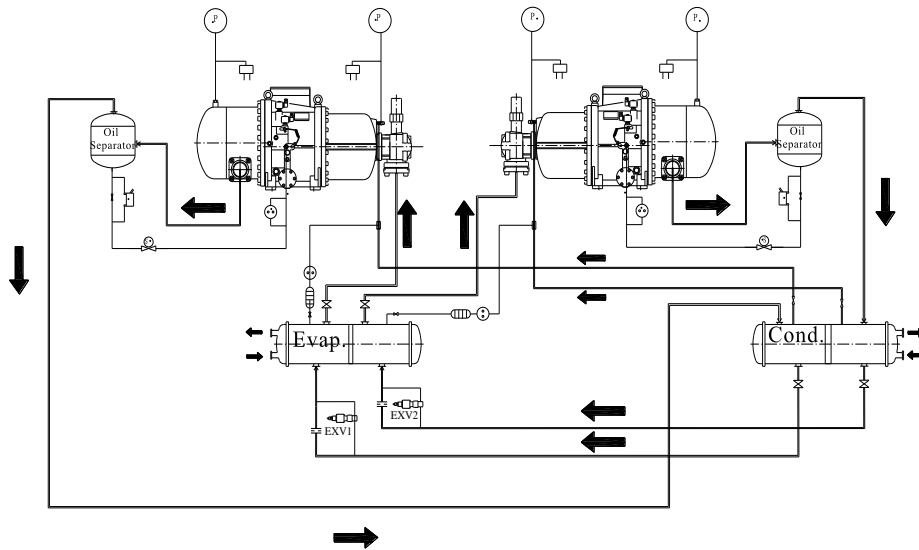 P
P
P
P
Oil
Separator
Oil
Separator
Evap.
Cond.
EXV1
EXV2